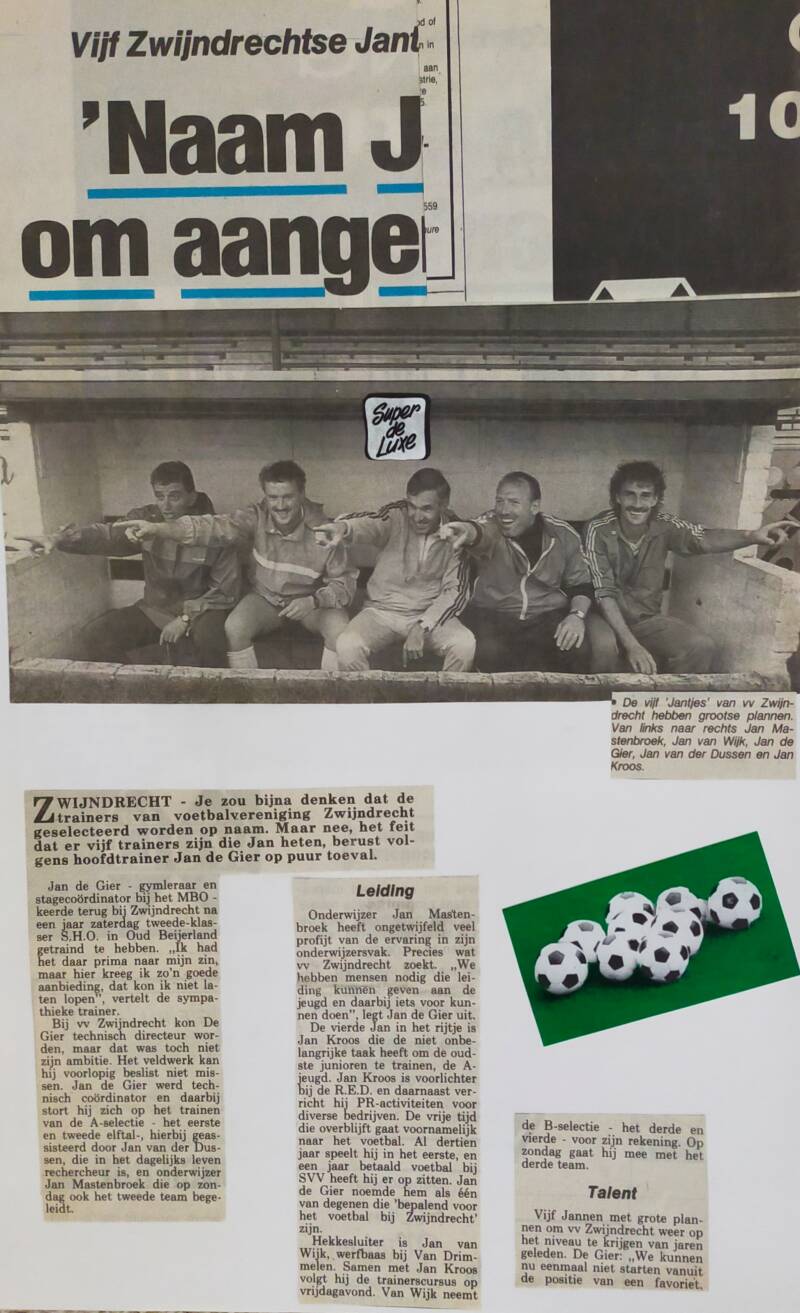 Vijf Zwijndrechtse Jant
'Naam J
om aange
d of
n in
aan
strie,
559
10
Super
de
Luxe
• De vijf 'Jantjes' van vv Zwijn-
drecht hebben grootse plannen.
Van links naar rechts Jan Ma-
stenbroek, Jan van Wijk, Jan de
Gier, Jan van der Dussen en Jan
Kroos.
ZWIJNDRECHT - Je zou bijna denken dat de
trainers van voetbalvereniging Zwijndrecht
geselecteerd worden op naam. Maar nee, het feit
dat er vijf trainers zijn die Jan heten, berust vol-
gens hoofdtrainer Jan de Gier op puur toeval.
Jan de Gier - gymleraar en
stagecoördinator bij het MBO -
keerde terug bij Zwijndrecht na
een jaar zaterdag tweede-klas-
ser S.H.O. in Oud Beijerland
getraind te hebben. „Ik had
het daar prima naar mijn zin,
maar hier kreeg ik zo'n goede
aanbieding, dat kon ik niet la-
ten lopen", vertelt de sympa-
thieke trainer.
Bij vv Zwijndrecht kon De
Gier technisch directeur wor-
den, maar dat was toch niet
zijn ambitie. Het veldwerk kan
hij voorlopig beslist niet mis-
sen. Jan de Gier werd tech-
nisch coördinator en daarbij
stort hij zich op het trainen
van de A-selectie - het eerste
en tweede elftal-, hierbij geas-
sisteerd door Jan van der Dus-
sen, die in het dagelijks leven
rechercheur is, en onderwijzer
Jan Mastenbroek die op zon-
dag ook het tweede team bege-
leidt.
Leiding
Onderwijzer Jan Masten-
broek heeft ongetwijfeld veel
profijt van de ervaring in zijn
onderwijzersvak. Precies wat
vv Zwijndrecht zoekt. „We
hebben mensen nodig die lei-
ding kunnen geven aan de
jeugd en daarbij iets voor kun-
nen doen", legt Jan de Gier uit.
De vierde Jan in het rijtje is
Jan Kroos die de niet onbe-
langrijke taak heeft om de oud-
ste junioren te trainen, de A-
jeugd. Jan Kroos is voorlichter
bij de R.E.D. en daarnaast ver-
richt hij PR-activiteiten voor
diverse bedrijven. De vrije tijd
die overblijft gaat voornamelijk
naar het voetbal. Al dertien
jaar speelt hij in het eerste, en
een jaar betaald voetbal bij
SVV heeft hij er op zitten. Jan
de Gier noemde hem als één
van degenen die 'bepalend voor
het voetbal bij Zwijndrecht'
zijn.
Hekkesluiter is Jan van
Wijk, werfbaas bij Van Drim-
melen. Samen met Jan Kroos
volgt hij de trainerscursus op
vrijdagavond. Van Wijk neemt
de B-selectie - het derde en
vierde - voor zijn rekening. Op
zondag gaat hij mee met het
derde team.
Talent
Vijf Jannen met grote plan-
nen om vv Zwijndrecht weer op
het niveau te krijgen van jaren
geleden. De Gier: „We kunnen
nu eenmaal niet starten vanuit
de positie van een favoriet.